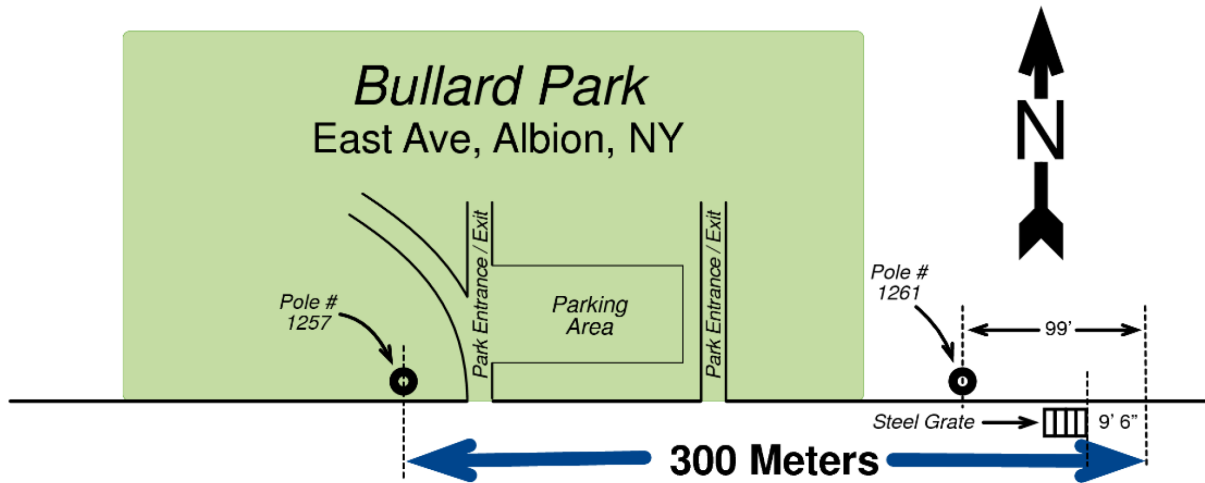 Bullard Park
East Ave, Albion, NY
N
Park Entrance / Exit
Park Entrance / Exit
Pole #
1257
Parking
Area
Pole #
1261
99’
Steel Grate
9’ 6”
300 Meters